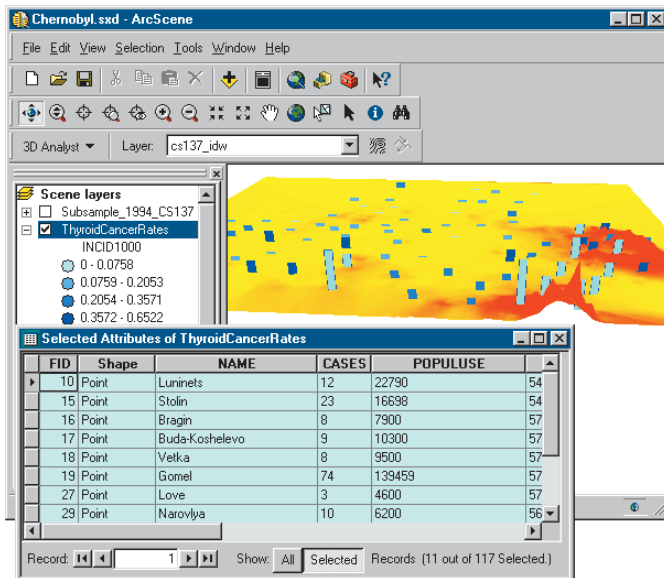 Chernobyl.sxd - ArcScene
File Edit View Selection Tools Window Help
3D Analyst Layer: cs137_idw
Scene layers
Subsample_1994_CS137
ThyroidCancerRates
INCID1000
0 - 0.0758
0.0759 - 0.2053
0.2054 - 0.3571
0.3572 - 0.6522
Selected Attributes of ThyroidCancerRates
FID Shape NAME CASES POPULUSE
10 Point Luninets 12 22790 54
15 Point Stolin 23 16698 54
16 Point Bragin 8 7900 57
17 Point Buda-Koshelevo 9 10300 57
18 Point Vetka 8 9500 57
19 Point Gomel 74 139459 57
27 Point Love 3 4600 57
29 Point Narovlya 10 6200 56
Record: 1 Show: All Selected Records (11 out of 117 Selected.)